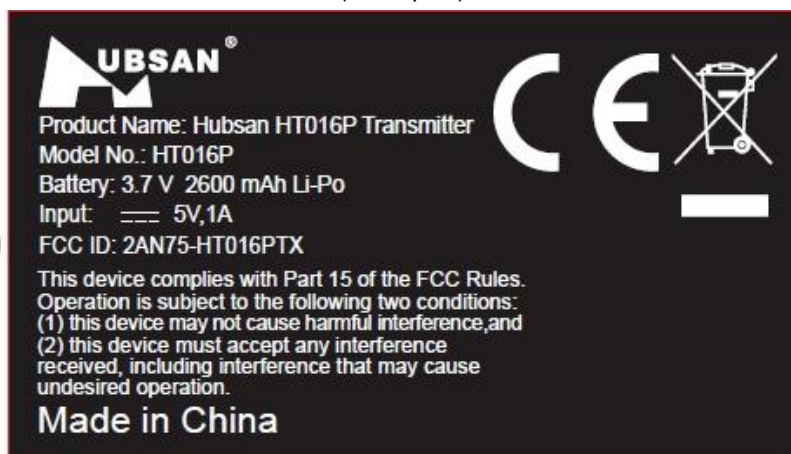 HUBSAN®
Product Name: Hubsan HT016P Transmitter
Model No.: HT016P
Battery: 3.7 V 2600 mAh Li-Po
Input: ⎓ 5V,1A
FCC ID: 2AN75-HT016PTX
This device complies with Part 15 of the FCC Rules.
Operation is subject to the following two conditions:
(1) this device may not cause harmful interference,and
(2) this device must accept any interference
received, including interference that may cause
undesired operation.
Made in China
CE